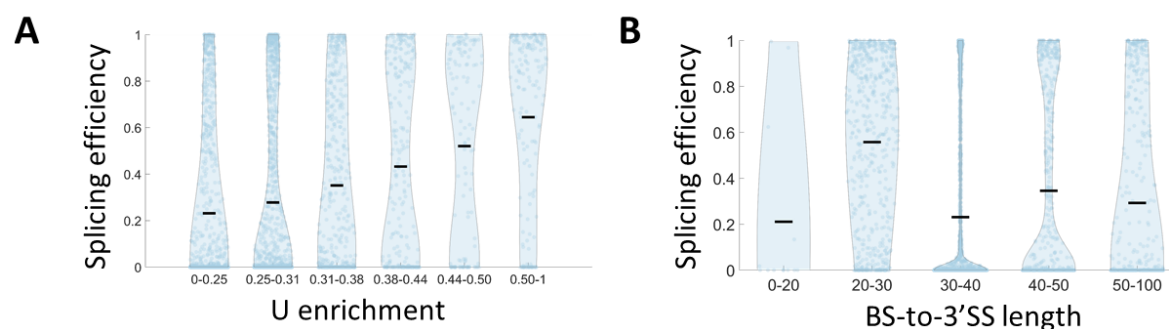 A
Splicing efficiency
1
0.8
0.6
0.4
0.2
0
0-0.25 0.25-0.31 0.31-0.38 0.38-0.44 0.44-0.50 0.50-1
U enrichment
B
Splicing efficiency
1
0.8
0.6
0.4
0.2
0
0-20 20-30 30-40 40-50 50-100
BS-to-3'SS length